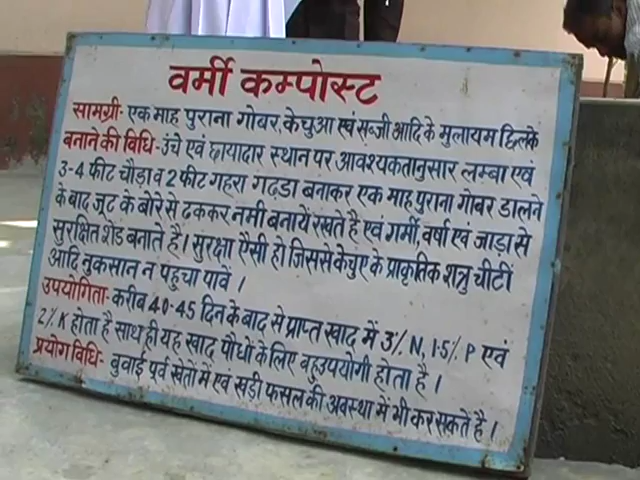 वर्मी कम्पोस्ट
सामग्री- एक माह पुराना गोबर, केचुआ एवं सब्जी आदि के मुलायम छिलके
बनाने की विधि- उंचे एवं छायादार स्थान पर आवश्यकतानुसार लम्बा एवं
3-4 फीट चौड़ा व 2 फीट गहरा गढ्डा बनाकर एक माह पुराना गोबर डालने
के बाद जूट के बोरे से ढककर नमी बनायें रखते है एवं गर्मी, वर्षा एवं जाड़ा से
सुरक्षित शेड बनाते है। सुरक्षा ऐसी हो जिससे केचुए के प्राकृतिक शत्रु चीटीं
आदि नुकसान न पहुचा पावें ।
उपयोगिता- करीब 40-45 दिन के बाद से प्राप्त खाद में 3% N, 1.5% P एवं
2% K होता है साथ ही यह खाद पौधों के लिए बहुउपयोगी होता है ।
प्रयोग विधि- बुवाई पूर्व खेतों में एवं खड़ी फसल की अवस्था में भी कर सकते है ।